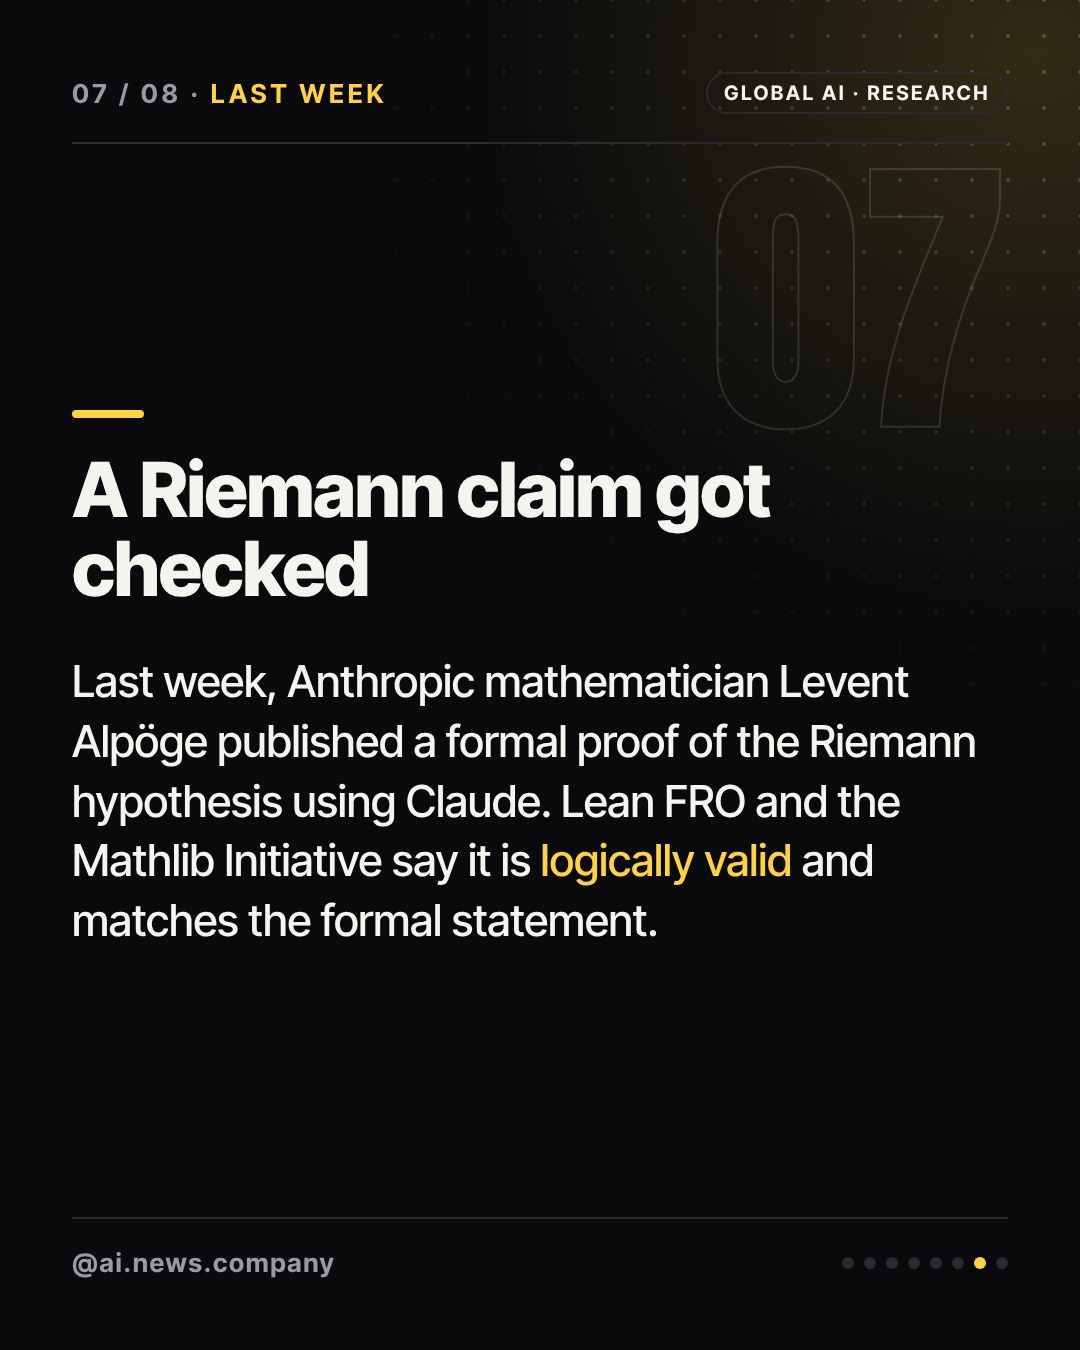 07 / 08 · LAST WEEK
GLOBAL AI · RESEARCH
07
A Riemann claim got
checked
Last week, Anthropic mathematician Levent
Alpöge published a formal proof of the Riemann
hypothesis using Claude. Lean FRO and the
Mathlib Initiative say it is logically valid and
matches the formal statement.
@ai.news.company